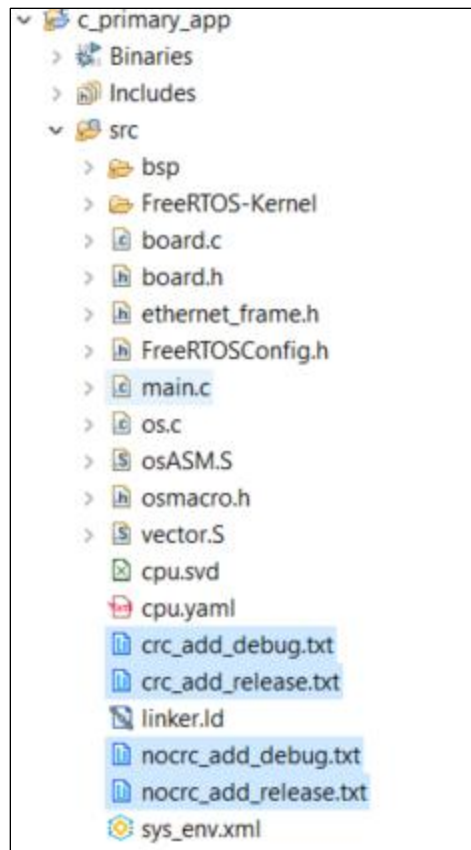 c_primary_app
Binaries
Includes
src
bsp
FreeRTOS-Kernel
board.c
board.h
ethernet_frame.h
FreeRTOSConfig.h
main.c
os.c
osASM.S
osmacro.h
vector.S
cpu.svd
cpu.yaml
crc_add_debug.txt
crc_add_release.txt
linker.ld
nocrc_add_debug.txt
nocrc_add_release.txt
sys_env.xml